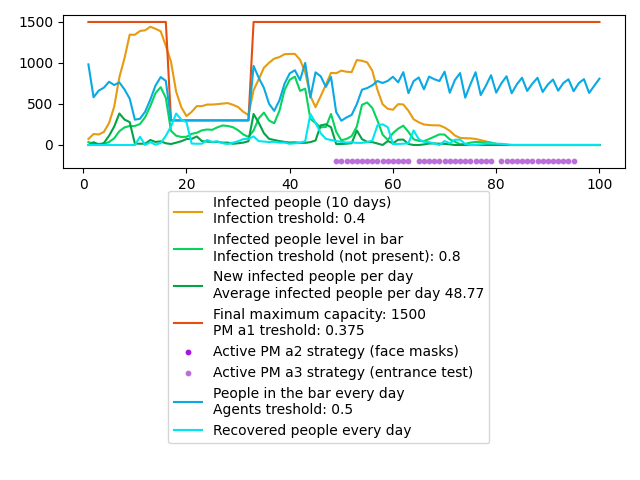 1500
1000
500
0
0 20 40 60 80 100
Infected people (10 days)
Infection treshold: 0.4
Infected people level in bar
Infection treshold (not present): 0.8
New infected people per day
Average infected people per day 48.77
Final maximum capacity: 1500
PM a1 treshold: 0.375
Active PM a2 strategy (face masks)
Active PM a3 strategy (entrance test)
People in the bar every day
Agents treshold: 0.5
Recovered people every day